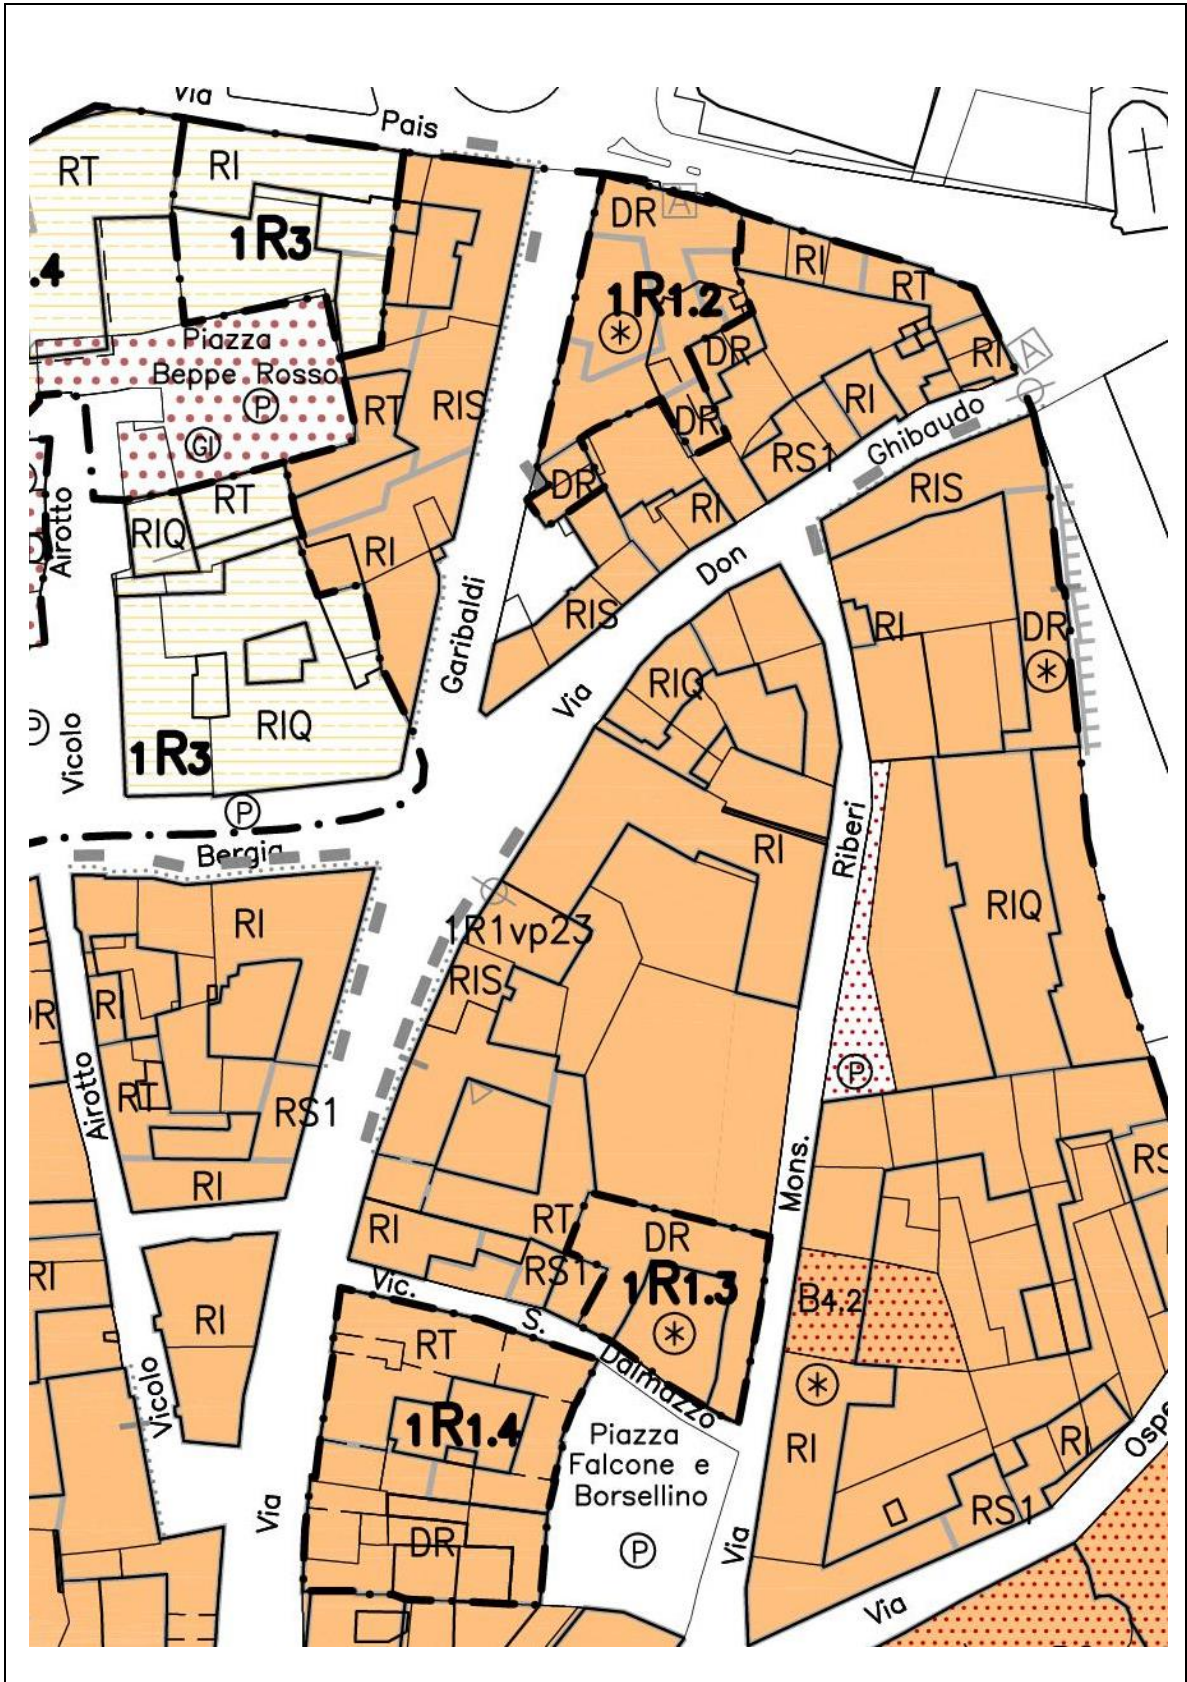 Via
Pais
RT
RI
DR
A
1R3
.4
RI
RT
1R1.2
*
Piazza
Beppe Rosso
P
GI
RT
RIS
DR
DR
RI
A
RI
RS1
Ghibaudo
Airotto
RIQ
RT
RI
DR
RI
RIS
Don
Garibaldi
RIS
RI
DR
*
Via
RIQ
P
Vicolo
1R3
RIQ
P
Bergia
Riberi
RI
RI
1R1vp23
RIS
RIQ
DR
RI
P
Airotto
RT
RS1
RI
Mons.
RS
RI
RT
DR
RS1
1R1.3
*
B4.2
RI
RI
Vic.
S.
Dalmazzo
RT
*
Vicolo
1R1.4
Piazza
Falcone e
Borsellino
P
RI
RI
Ospe
RS1
Via
DR
Via
Via